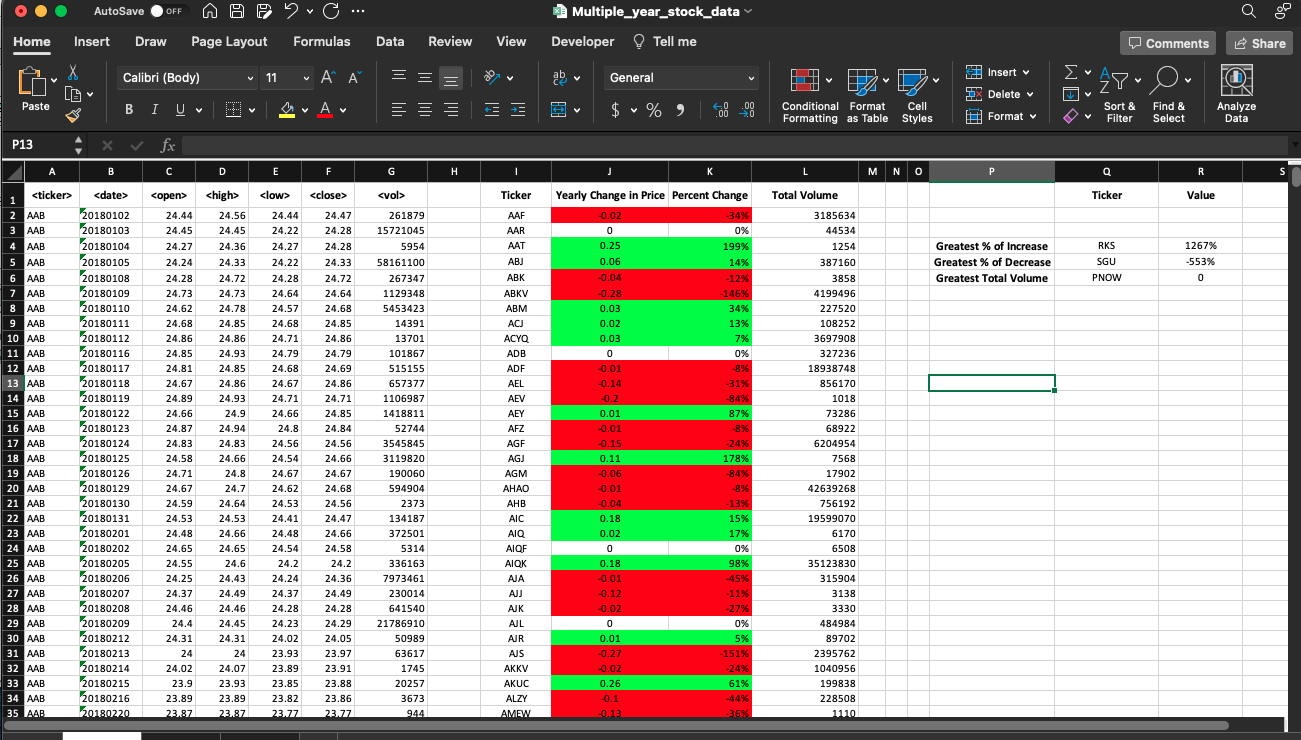 AutoSave OFF Multiple_year_stock_data
Home Insert Draw Page Layout Formulas Data Review View Developer Tell me Comments Share
Paste Calibri (Body) 11 A A ab General Insert Σ A Z
B I U A $ % Delete
Conditional Formatting Format as Table Cell Styles Format Sort & Filter Find & Select Analyze Data
P13 fx
A B C D E F G H I J K L M N O P Q R S
1 <ticker> <date> <open> <high> <low> <close> <vol> Ticker Yearly Change in Price Percent Change Total Volume Ticker Value
2 AAB 20180102 24.44 24.56 24.44 24.47 261879 AAF -0.02 -34% 3185634
3 AAB 20180103 24.45 24.45 24.22 24.28 15721045 AAR 0 0% 44534
4 AAB 20180104 24.27 24.36 24.27 24.28 5954 AAT 0.25 199% 1254 Greatest % of Increase RKS 1267%
5 AAB 20180105 24.24 24.33 24.22 24.33 58161100 ABJ 0.06 14% 387160 Greatest % of Decrease SGU -553%
6 AAB 20180108 24.28 24.72 24.28 24.72 267347 ABK -0.04 -12% 3858 Greatest Total Volume PNOW 0
7 AAB 20180109 24.73 24.73 24.64 24.64 1129348 ABKV -0.28 -146% 4199496
8 AAB 20180110 24.62 24.78 24.57 24.68 5453423 ABM 0.03 34% 227520
9 AAB 20180111 24.68 24.85 24.68 24.85 14391 ACJ 0.02 13% 108252
10 AAB 20180112 24.86 24.86 24.71 24.86 13701 ACYQ 0.03 7% 3697908
11 AAB 20180116 24.85 24.93 24.79 24.79 101867 ADB 0 0% 327236
12 AAB 20180117 24.81 24.85 24.68 24.69 515155 ADF -0.01 -8% 18938748
13 AAB 20180118 24.67 24.86 24.67 24.86 657377 AEL -0.14 -31% 856170
14 AAB 20180119 24.89 24.93 24.71 24.71 1106987 AEV -0.2 -84% 1018
15 AAB 20180122 24.66 24.9 24.66 24.85 1418811 AEY 0.01 87% 73286
16 AAB 20180123 24.87 24.94 24.8 24.84 52744 AFZ -0.01 -8% 68922
17 AAB 20180124 24.83 24.83 24.56 24.56 3545845 AGF -0.15 -24% 6204954
18 AAB 20180125 24.58 24.66 24.54 24.66 3119820 AGJ 0.11 178% 7568
19 AAB 20180126 24.71 24.8 24.67 24.67 190060 AGM -0.06 -84% 17902
20 AAB 20180129 24.67 24.7 24.62 24.68 594904 AHAO -0.01 -8% 42639268
21 AAB 20180130 24.59 24.64 24.53 24.56 2373 AHB -0.04 -13% 756192
22 AAB 20180131 24.53 24.53 24.41 24.47 134187 AIC 0.18 15% 19599070
23 AAB 20180201 24.48 24.66 24.48 24.66 372501 AIQ 0.02 17% 6170
24 AAB 20180202 24.65 24.65 24.54 24.58 5314 AIQF 0 0% 6508
25 AAB 20180205 24.55 24.6 24.2 24.2 336163 AIQK 0.18 98% 35123830
26 AAB 20180206 24.25 24.43 24.24 24.36 7973461 AJA -0.01 -45% 315904
27 AAB 20180207 24.37 24.49 24.37 24.49 230014 AJJ -0.12 -11% 3138
28 AAB 20180208 24.46 24.46 24.28 24.28 641540 AJK -0.02 -27% 3330
29 AAB 20180209 24.4 24.45 24.23 24.29 21786910 AJL 0 0% 484984
30 AAB 20180212 24.31 24.31 24.02 24.05 50989 AJR 0.01 5% 89702
31 AAB 20180213 24 24 23.93 23.97 63617 AJS -0.27 -151% 2395762
32 AAB 20180214 24.02 24.07 23.89 23.91 1745 AKKV -0.02 -24% 1040956
33 AAB 20180215 23.9 23.93 23.85 23.88 20257 AKUC 0.26 61% 199838
34 AAB 20180216 23.89 23.89 23.82 23.86 3673 ALZY -0.1 -44% 228508
35 AAB 20180220 23.87 23.87 23.77 23.77 944 AMEW -0.13 -36% 1110